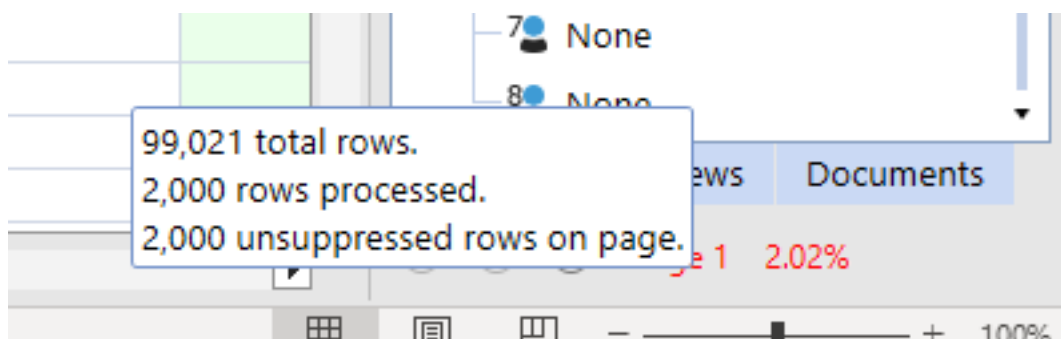 7 None
8 None
99,021 total rows.
2,000 rows processed.
2,000 unsuppressed rows on page.
Documents
1 2.02%
100%